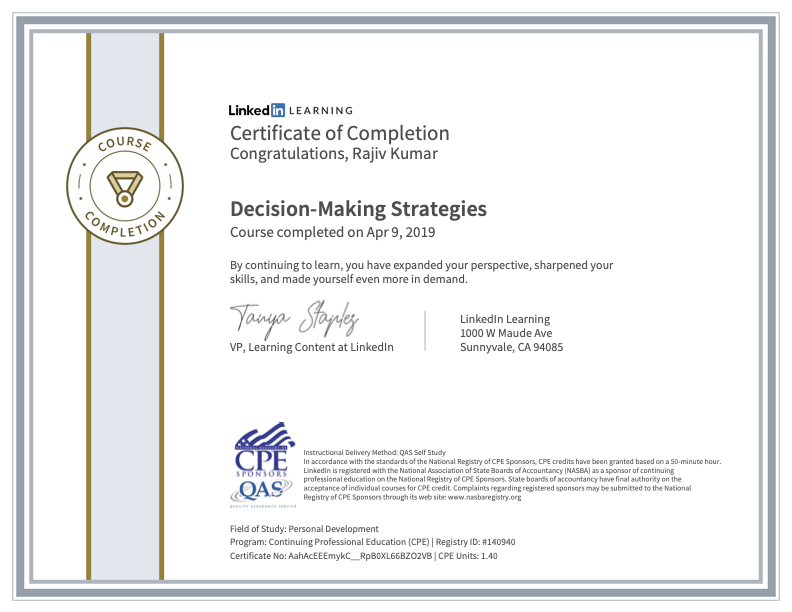 COURSE
COMPLETION
Linked in LEARNING
Certificate of Completion
Congratulations, Rajiv Kumar
Decision-Making Strategies
Course completed on Apr 9, 2019
By continuing to learn, you have expanded your perspective, sharpened your
skills, and made yourself even more in demand.
Tanya Staples
VP, Learning Content at LinkedIn
LinkedIn Learning
1000 W Maude Ave
Sunnyvale, CA 94085
NATIONAL REGISTRY OF
CPE
SPONSORS
QAS
QUALITY ASSURANCE SERVICE
Instructional Delivery Method: QAS Self Study
In accordance with the standards of the National Registry of CPE Sponsors, CPE credits have been granted based on a 50-minute hour.
LinkedIn is registered with the National Association of State Boards of Accountancy (NASBA) as a sponsor of continuing
professional education on the National Registry of CPE Sponsors. State boards of accountancy have final authority on the
acceptance of individual courses for CPE credit. Complaints regarding registered sponsors may be submitted to the National
Registry of CPE Sponsors through its web site: www.nasbaregistry.org
Field of Study: Personal Development
Program: Continuing Professional Education (CPE) | Registry ID: #140940
Certificate No: AahAcEEEmykC__RpB0XL66BZO2VB | CPE Units: 1.40